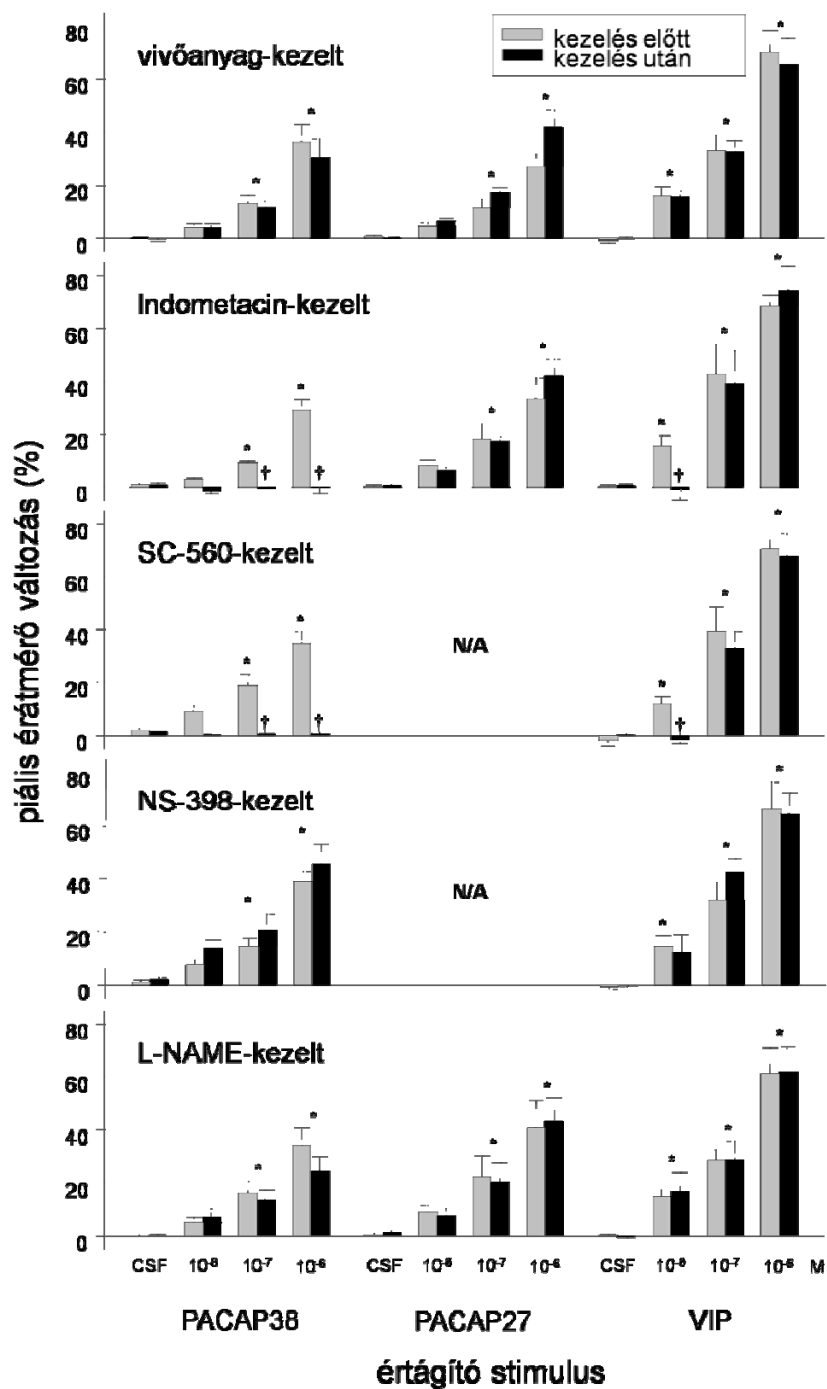 kezelés előtt
kezelés után
piális érátmérő változás (%)
vivőanyag-kezelt
80
60
40
20
0
* * * * * * *
Indometacin-kezelt
80
60
40
20
0
* † * † * * * † * *
SC-560-kezelt
80
60
40
20
0
* † * † N/A * † * *
NS-398-kezelt
80
60
40
20
0
* * N/A * * *
L-NAME-kezelt
80
60
40
20
0
* * * * * * *
CSF 10⁻⁸ 10⁻⁷ 10⁻⁶ CSF 10⁻⁸ 10⁻⁷ 10⁻⁶ CSF 10⁻⁸ 10⁻⁷ 10⁻⁶ M
PACAP38 PACAP27 VIP
értágító stimulus